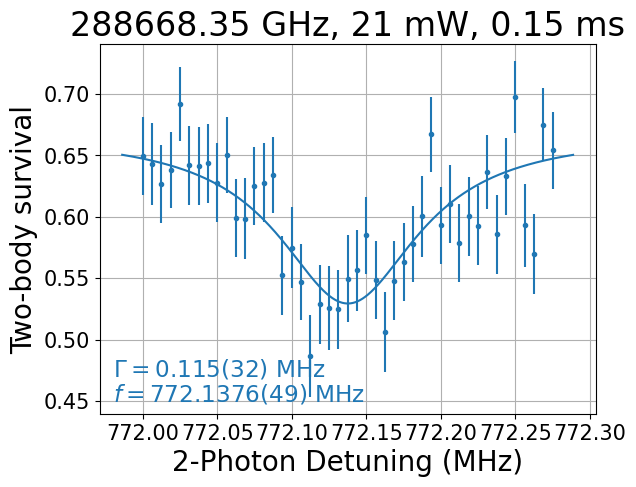 288668.35 GHz, 21 mW, 0.15 ms
Two-body survival
0.70
0.65
0.60
0.55
0.50
0.45
Γ = 0.115(32) MHz
f = 772.1376(49) MHz
772.00 772.05 772.10 772.15 772.20 772.25 772.30
2-Photon Detuning (MHz)